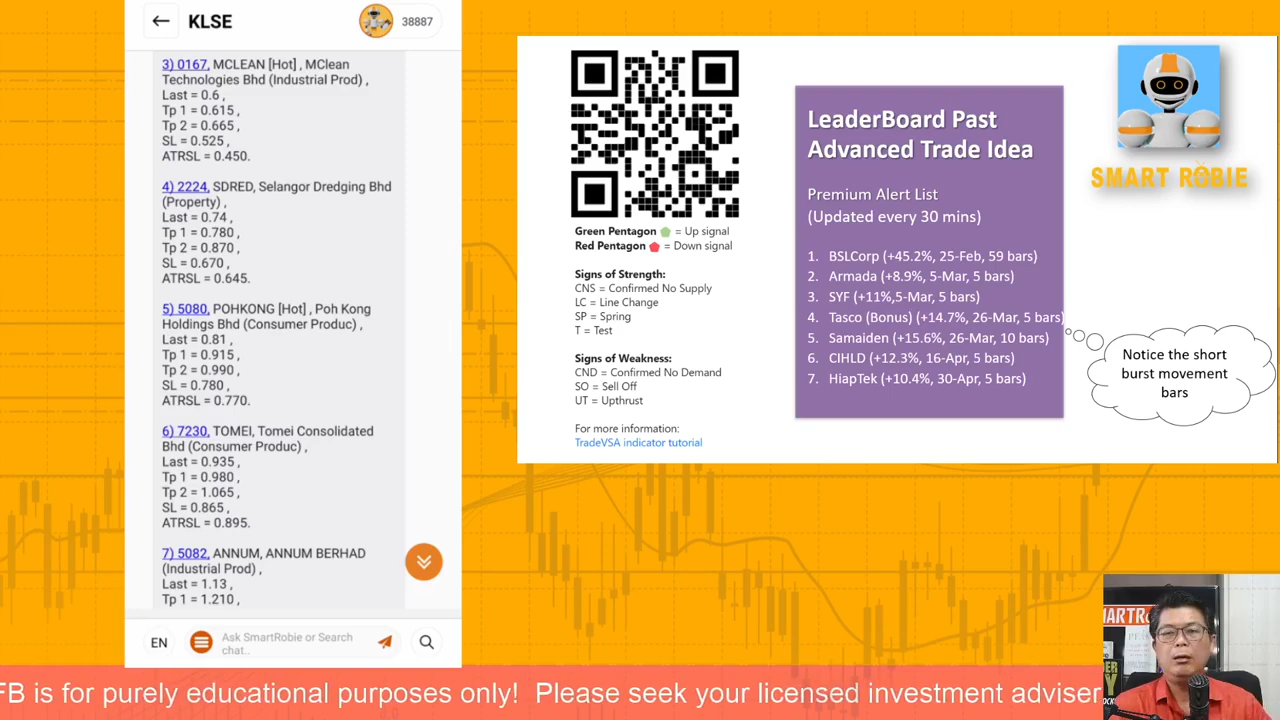 KLSE
38887
3) 0167, MCLEAN [Hot] , MClean
Technologies Bhd (Industrial Prod) ,
Last = 0.6 ,
Tp 1 = 0.615 ,
Tp 2 = 0.665 ,
SL = 0.525 ,
ATRSL = 0.450.
4) 2224, SDRED, Selangor Dredging Bhd
(Property) ,
Last = 0.74 ,
Tp 1 = 0.780 ,
Tp 2 = 0.870 ,
SL = 0.670 ,
ATRSL = 0.645.
5) 5080, POHKONG [Hot] , Poh Kong
Holdings Bhd (Consumer Produc) ,
Last = 0.81 ,
Tp 1 = 0.915 ,
Tp 2 = 0.990 ,
SL = 0.780 ,
ATRSL = 0.770.
6) 7230, TOMEI, Tomei Consolidated
Bhd (Consumer Produc) ,
Last = 0.935 ,
Tp 1 = 0.980 ,
Tp 2 = 1.065 ,
SL = 0.865 ,
ATRSL = 0.895.
7) 5082, ANNUM, ANNUM BERHAD
(Industrial Prod) ,
Last = 1.13 ,
Tp 1 = 1.210 ,
EN
Ask SmartRobie or Search
chat..
Green Pentagon = Up signal
Red Pentagon = Down signal
Signs of Strength:
CNS = Confirmed No Supply
LC = Line Change
SP = Spring
T = Test
Signs of Weakness:
CND = Confirmed No Demand
SO = Sell Off
UT = Upthrust
For more information:
TradeVSA indicator tutorial
LeaderBoard Past
Advanced Trade Idea
Premium Alert List
(Updated every 30 mins)
1. BSLCorp (+45.2%, 25-Feb, 59 bars)
2. Armada (+8.9%, 5-Mar, 5 bars)
3. SYF (+11%,5-Mar, 5 bars)
4. Tasco (Bonus) (+14.7%, 26-Mar, 5 bars)
5. Samaiden (+15.6%, 26-Mar, 10 bars)
6. CIHLD (+12.3%, 16-Apr, 5 bars)
7. HiapTek (+10.4%, 30-Apr, 5 bars)
SMART ROBIE
Notice the short
burst movement
bars
FB is for purely educational purposes only! Please seek your licensed investment adviser